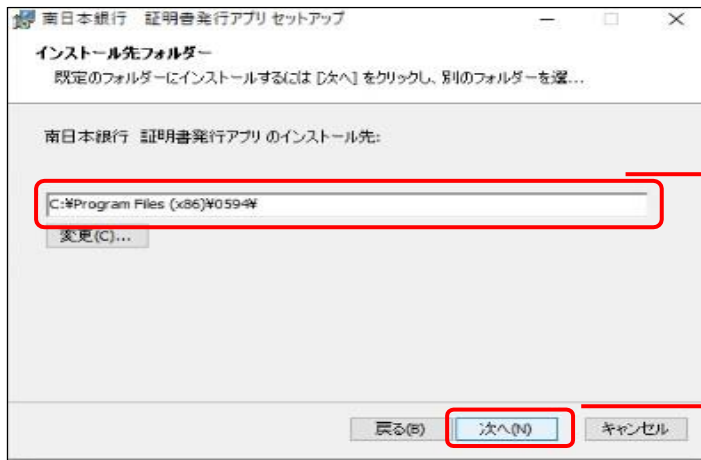 南日本銀行　証明書発行アプリ セットアップ
インストール先フォルダー
既定のフォルダーにインストールするには [次へ] をクリックし、別のフォルダーを選...
南日本銀行　証明書発行アプリ のインストール先:
C:¥Program Files (x86)¥0594¥
変更(C)...
戻る(B) 次へ(N) キャンセル